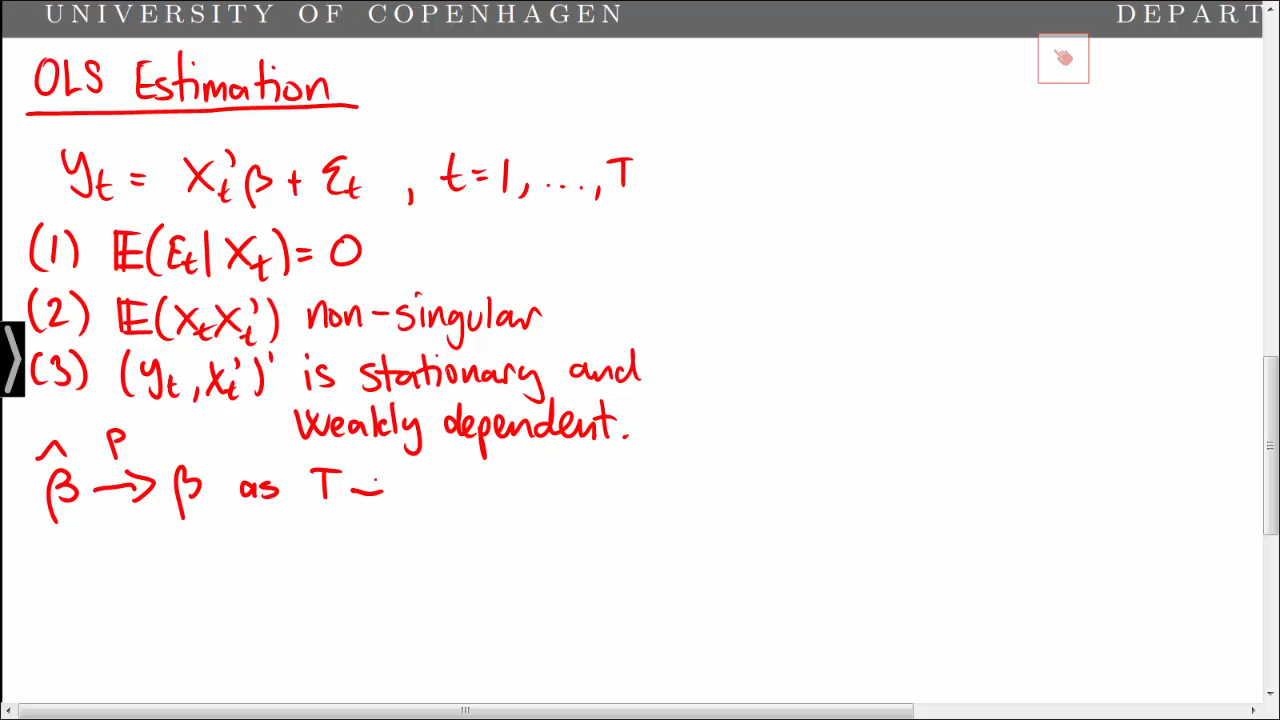 UNIVERSITY OF COPENHAGEN DEPART
OLS Estimation
yₜ = xₜ'β + εₜ , t=1, ..., T
(1) 𝔼(εₜ|xₜ) = 0
(2) 𝔼(xₜxₜ') non-singular
(3) (yₜ, xₜ')' is stationary and
weakly dependent.
β̂ →ᵖ β as T